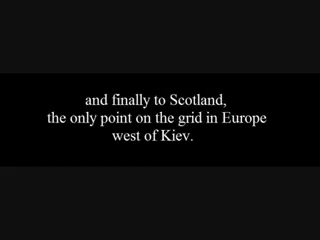 and finally to Scotland,
the only point on the grid in Europe
west of Kiev.